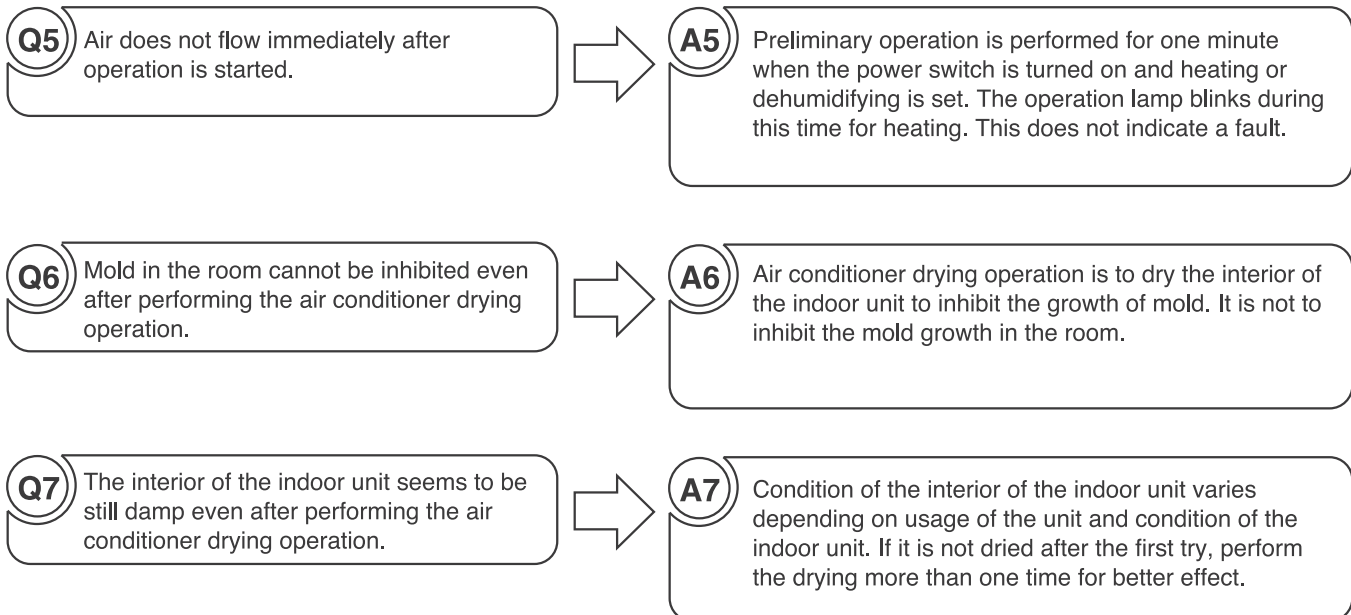 Q5
Air does not flow immediately after
operation is started.
A5
Preliminary operation is performed for one minute
when the power switch is turned on and heating or
dehumidifying is set. The operation lamp blinks during
this time for heating. This does not indicate a fault.
Q6
Mold in the room cannot be inhibited even
after performing the air conditioner drying
operation.
A6
Air conditioner drying operation is to dry the interior of
the indoor unit to inhibit the growth of mold. It is not to
inhibit the mold growth in the room.
Q7
The interior of the indoor unit seems to be
still damp even after performing the air
conditioner drying operation.
A7
Condition of the interior of the indoor unit varies
depending on usage of the unit and condition of the
indoor unit. If it is not dried after the first try, perform
the drying more than one time for better effect.